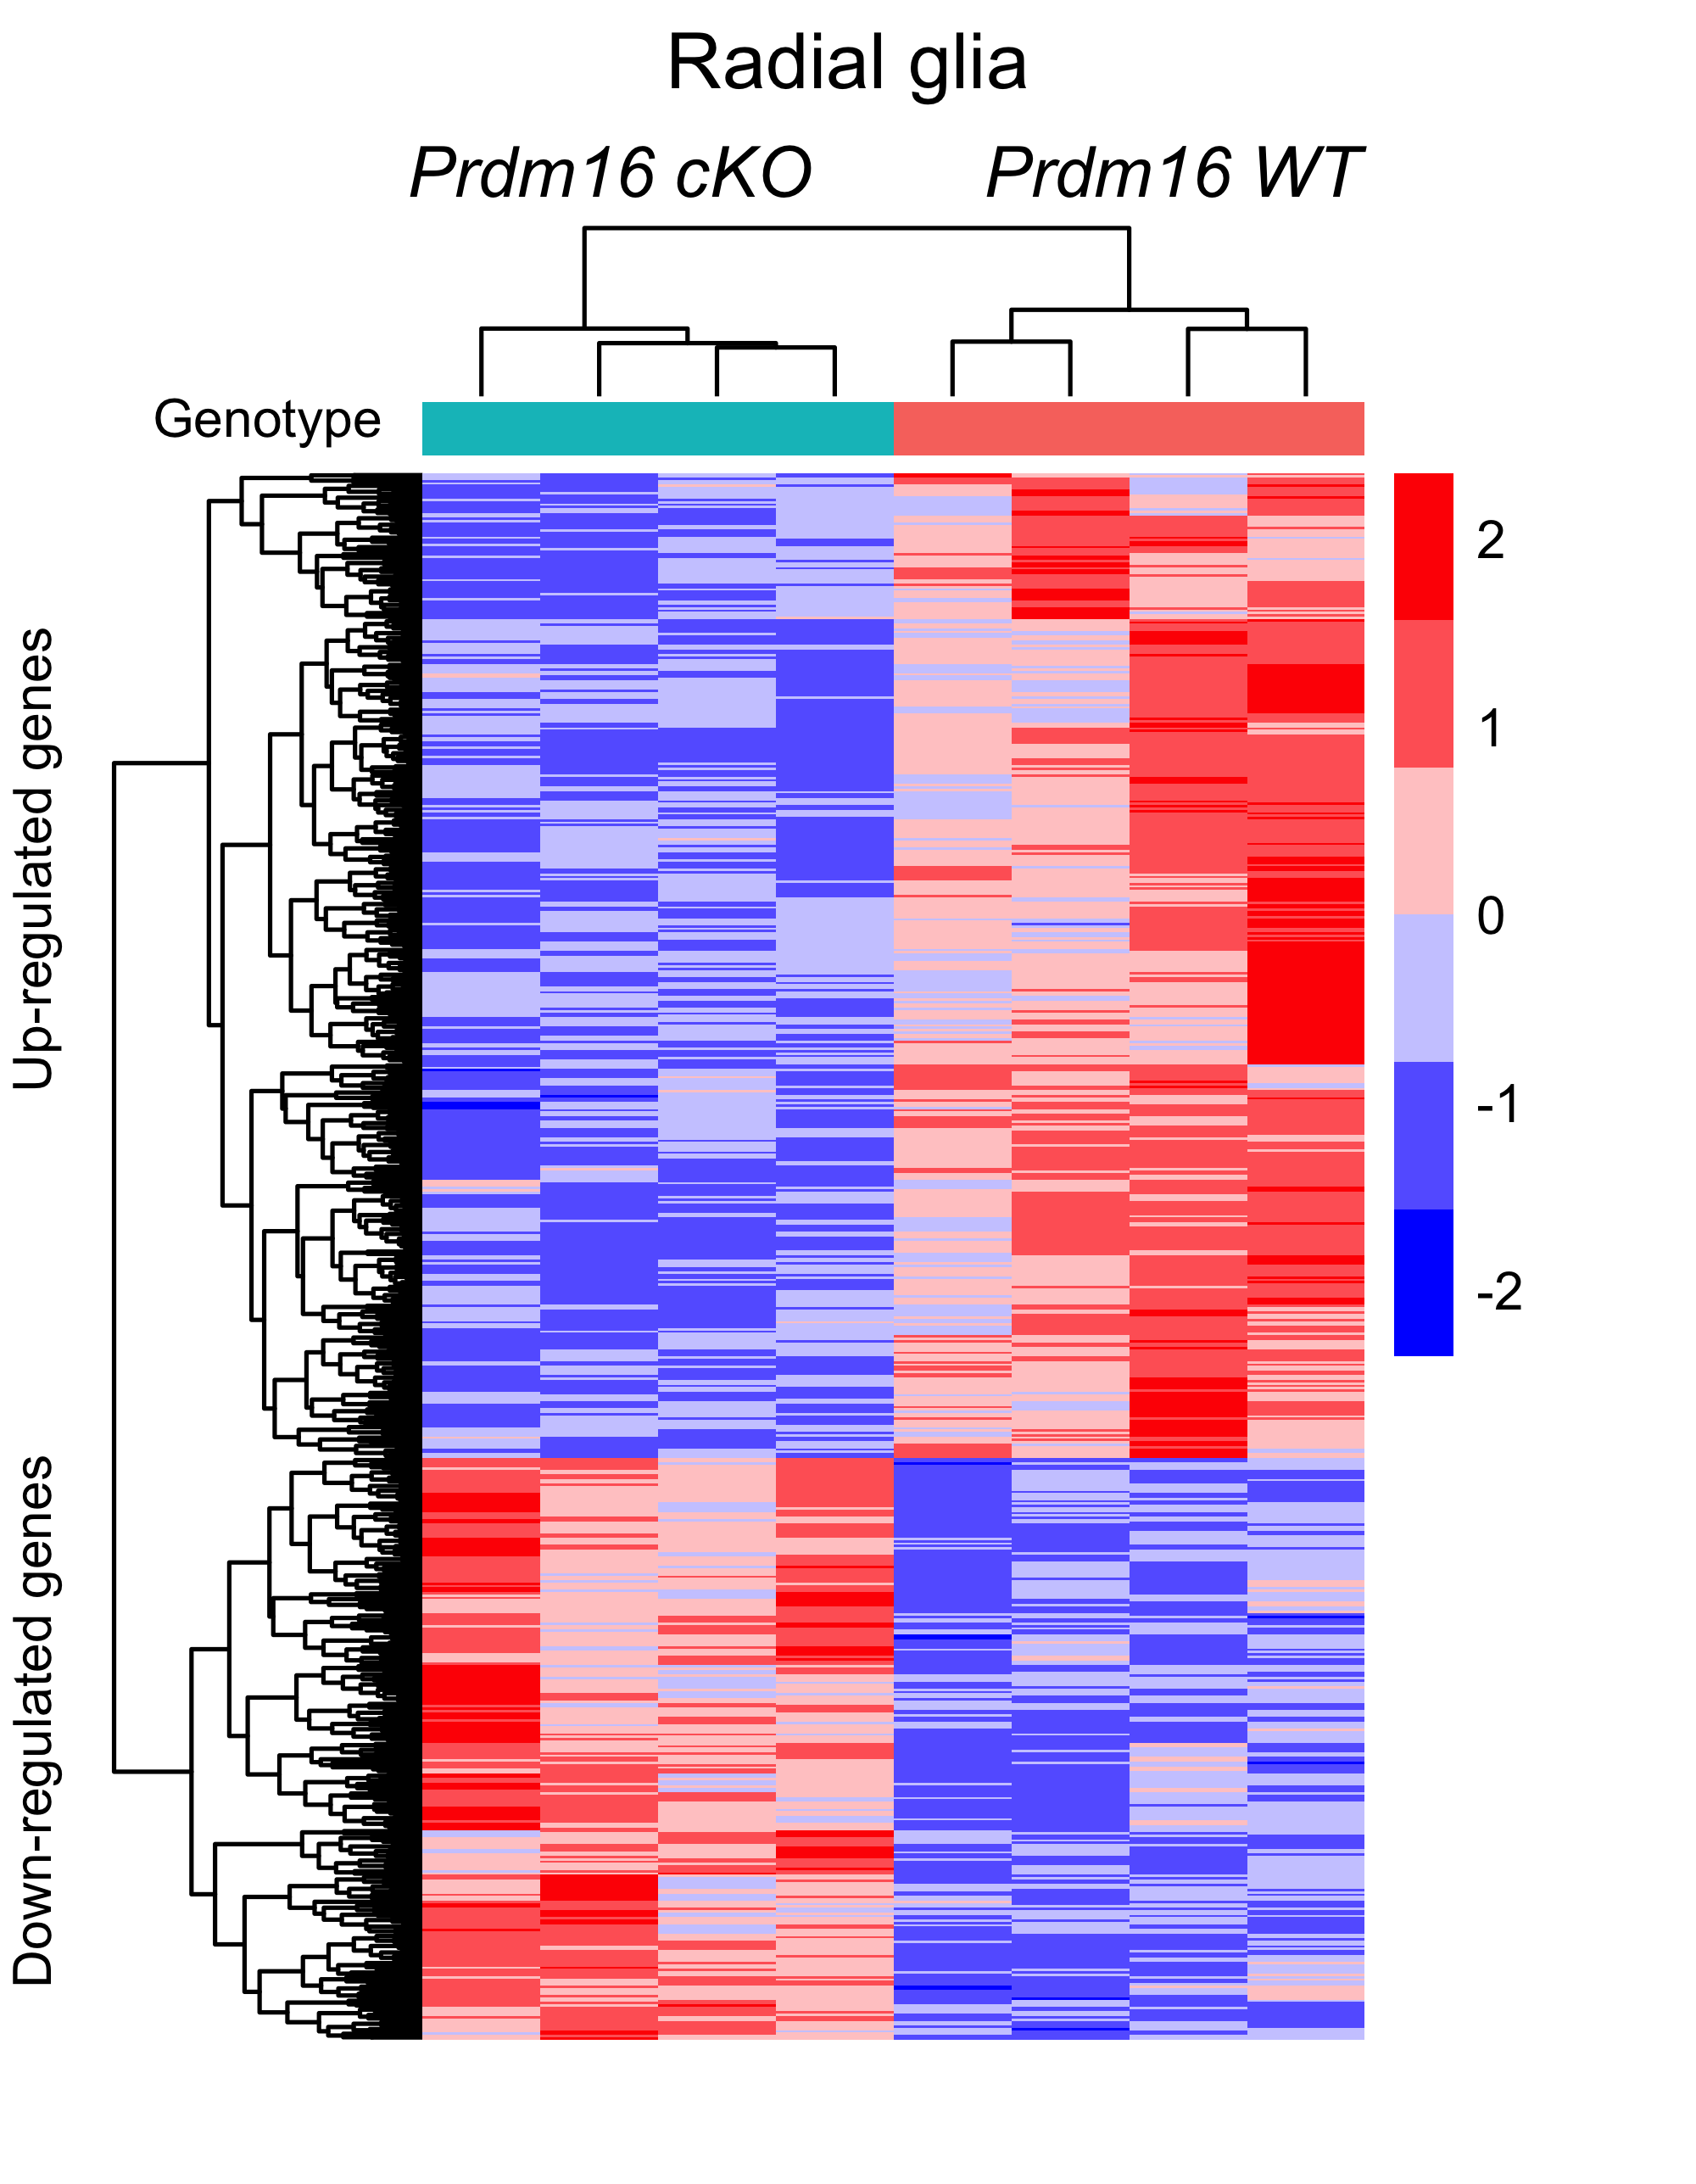 Radial glia
Prdm16 cKO
Prdm16 WT
Genotype
Up-regulated genes
Down-regulated genes
2
1
0
-1
-2